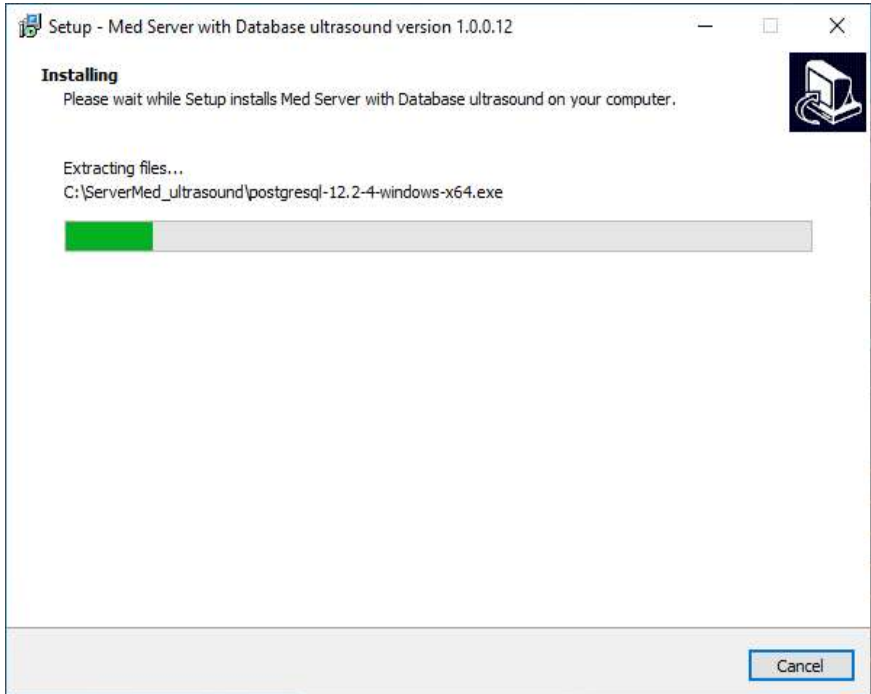 Setup - Med Server with Database ultrasound version 1.0.0.12
Installing
Please wait while Setup installs Med Server with Database ultrasound on your computer.
Extracting files...
C:\ServerMed_ultrasound\postgresql-12.2-4-windows-x64.exe
Cancel